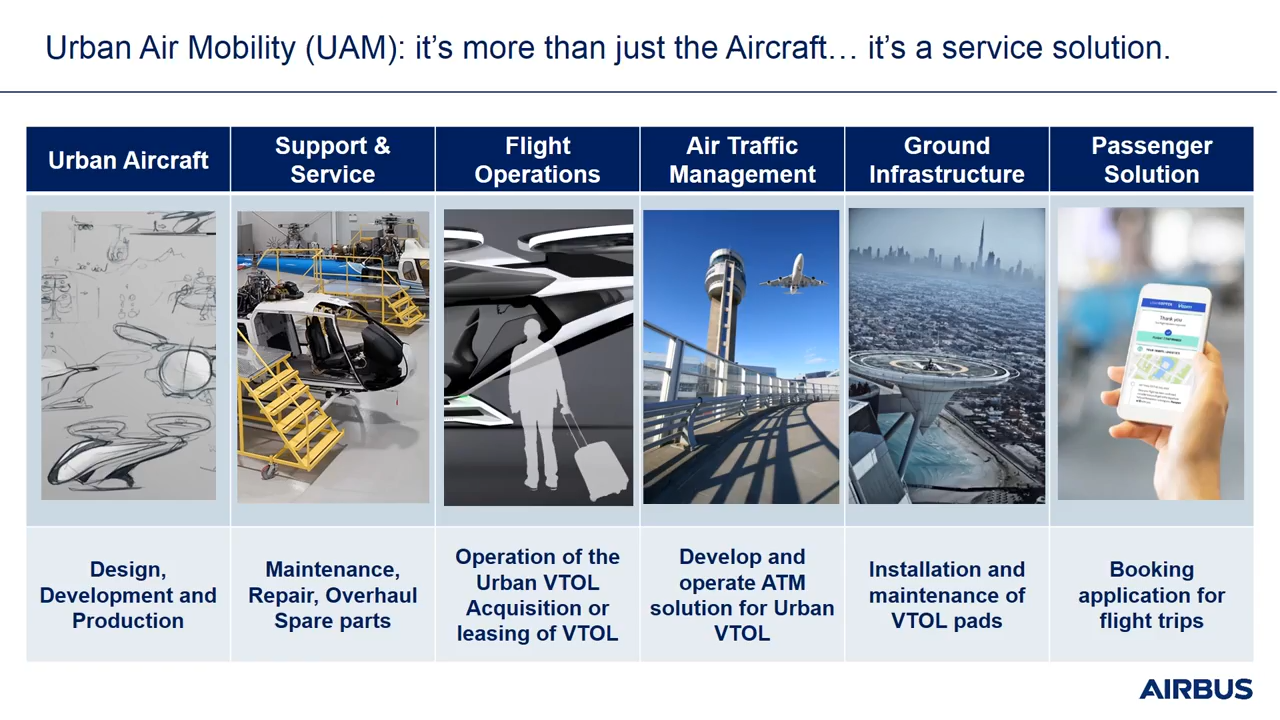 Urban Air Mobility (UAM): it’s more than just the Aircraft… it’s a service solution.
Urban Aircraft
Support &
Service
Flight
Operations
Air Traffic
Management
Ground
Infrastructure
Passenger
Solution
Thank you
Design,
Development and
Production
Maintenance,
Repair, Overhaul
Spare parts
Operation of the
Urban VTOL
Acquisition or
leasing of VTOL
Develop and
operate ATM
solution for Urban
VTOL
Installation and
maintenance of
VTOL pads
Booking
application for
flight trips
AIRBUS